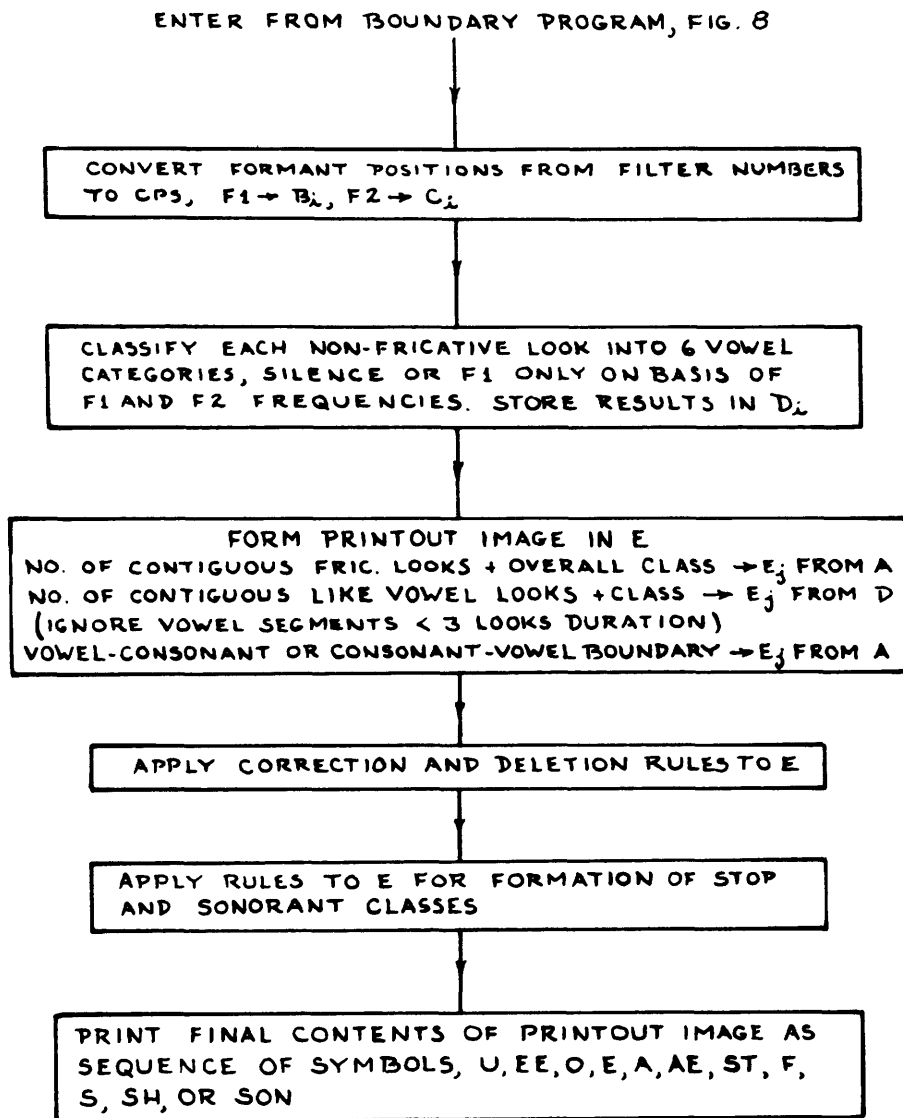 ENTER FROM BOUNDARY PROGRAM, FIG. 8
CONVERT FORMANT POSITIONS FROM FILTER NUMBERS
TO CPS, F1 → Bᵢ, F2 → Cᵢ
CLASSIFY EACH NON-FRICATIVE LOOK INTO 6 VOWEL
CATEGORIES, SILENCE OR F1 ONLY ON BASIS OF
F1 AND F2 FREQUENCIES. STORE RESULTS IN Dᵢ
FORM PRINTOUT IMAGE IN E
NO. OF CONTIGUOUS FRIC. LOOKS + OVERALL CLASS → Eⱼ FROM A
NO. OF CONTIGUOUS LIKE VOWEL LOOKS + CLASS → Eⱼ FROM D
(IGNORE VOWEL SEGMENTS < 3 LOOKS DURATION)
VOWEL-CONSONANT OR CONSONANT-VOWEL BOUNDARY → Eⱼ FROM A
APPLY CORRECTION AND DELETION RULES TO E
APPLY RULES TO E FOR FORMATION OF STOP
AND SONORANT CLASSES
PRINT FINAL CONTENTS OF PRINTOUT IMAGE AS
SEQUENCE OF SYMBOLS, U, EE, O, E, A, AE, ST, F,
S, SH, OR SON